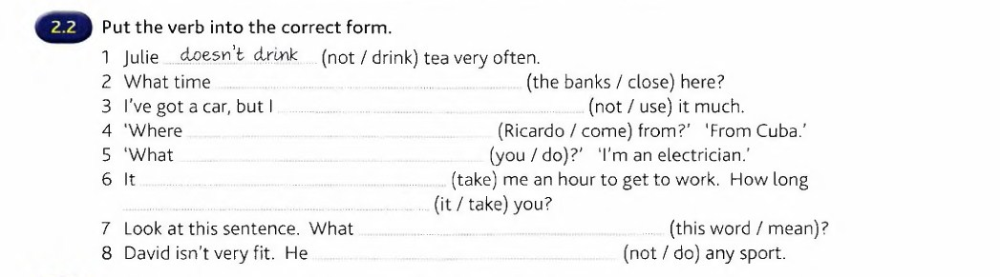 2.2 Put the verb into the correct form.
1 Julie doesn't drink (not / drink) tea very often.
2 What time (the banks / close) here?
3 I've got a car, but I (not / use) it much.
4 'Where (Ricardo / come) from?' 'From Cuba.'
5 'What (you / do)?' 'I'm an electrician.'
6 It (take) me an hour to get to work. How long
(it / take) you?
7 Look at this sentence. What (this word / mean)?
8 David isn't very fit. He (not / do) any sport.